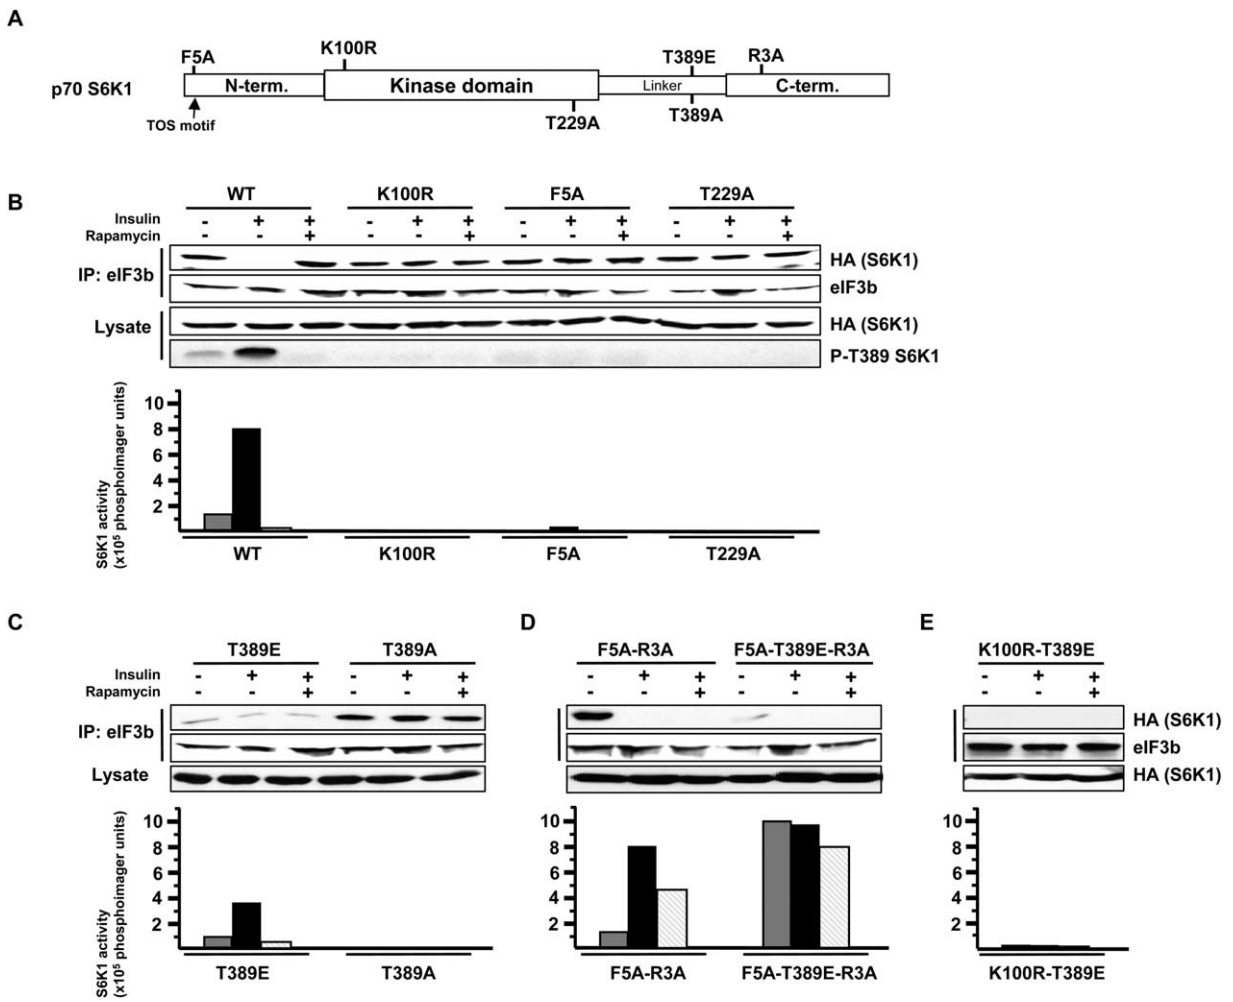 A
F5A K100R T389E R3A
p70 S6K1 N-term. Kinase domain Linker C-term.
TOS motif T229A T389A
B
WT K100R F5A T229A
Insulin - + + - + + - + + - + +
Rapamycin - - + - - + - - + - - +
IP: eIF3b
HA (S6K1)
eIF3b
Lysate
HA (S6K1)
P-T389 S6K1
S6K1 activity
(x10⁵ phosphoimager units)
10
8
6
4
2
WT K100R F5A T229A
C
T389E T389A
Insulin - + + - + +
Rapamycin - - + - - +
IP: eIF3b
Lysate
S6K1 activity
(x10⁵ phosphoimager units)
10
8
6
4
2
T389E T389A
D
F5A-R3A F5A-T389E-R3A
- + + - + +
- - + - - +
10
8
6
4
2
F5A-R3A F5A-T389E-R3A
E
K100R-T389E
- + +
- - +
HA (S6K1)
eIF3b
HA (S6K1)
10
8
6
4
2
K100R-T389E